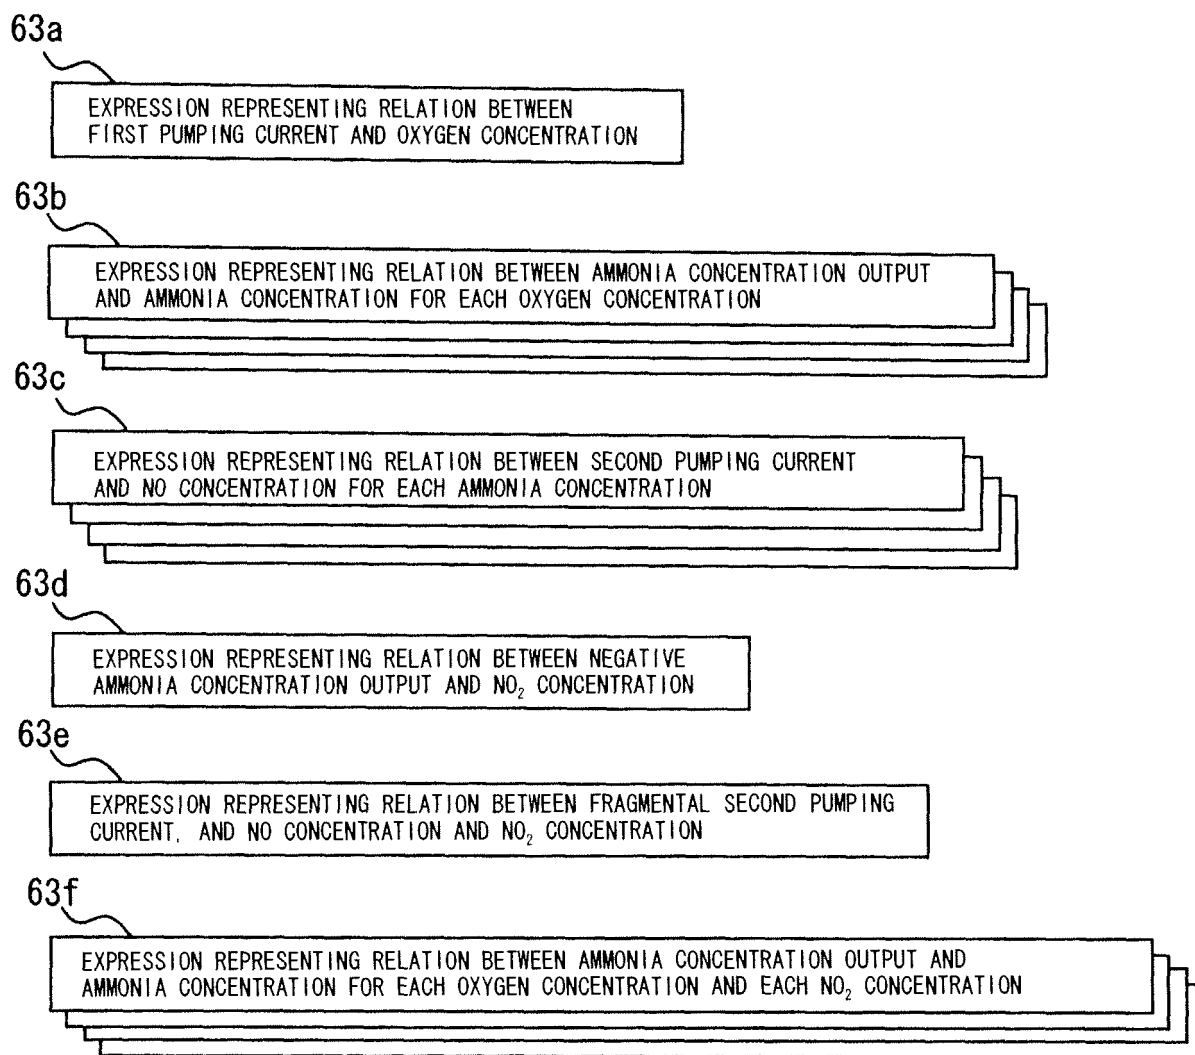 63a
EXPRESSION REPRESENTING RELATION BETWEEN
FIRST PUMPING CURRENT AND OXYGEN CONCENTRATION
63b
EXPRESSION REPRESENTING RELATION BETWEEN AMMONIA CONCENTRATION OUTPUT
AND AMMONIA CONCENTRATION FOR EACH OXYGEN CONCENTRATION
63c
EXPRESSION REPRESENTING RELATION BETWEEN SECOND PUMPING CURRENT
AND NO CONCENTRATION FOR EACH AMMONIA CONCENTRATION
63d
EXPRESSION REPRESENTING RELATION BETWEEN NEGATIVE
AMMONIA CONCENTRATION OUTPUT AND NO₂ CONCENTRATION
63e
EXPRESSION REPRESENTING RELATION BETWEEN FRAGMENTAL SECOND PUMPING
CURRENT, AND NO CONCENTRATION AND NO₂ CONCENTRATION
63f
EXPRESSION REPRESENTING RELATION BETWEEN AMMONIA CONCENTRATION OUTPUT AND
AMMONIA CONCENTRATION FOR EACH OXYGEN CONCENTRATION AND EACH NO₂ CONCENTRATION